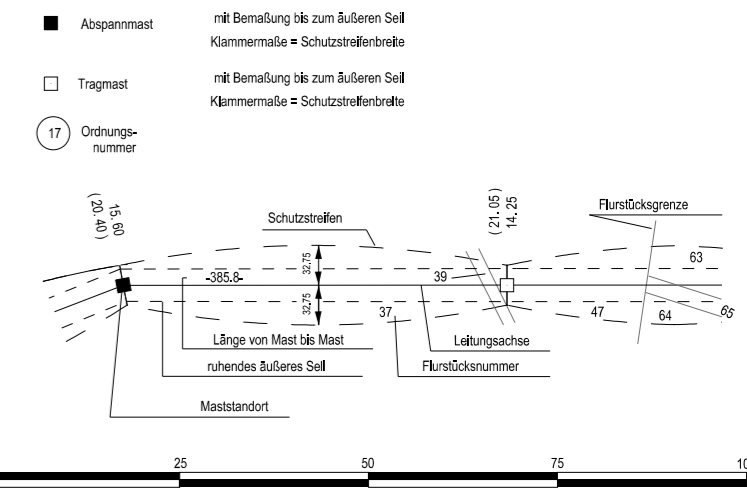 Abspannmast
mit Bemaßung bis zum äußeren Seil
Klammermaße = Schutzstreifenbreite
Tragmast
mit Bemaßung bis zum äußeren Seil
Klammermaße = Schutzstreifenbreite
17
Ordnungs-
nummer
15.60
(20.40)
Schutzstreifen
(21.05)
14.25
Flurstücksgrenze
-385.8-
32.75
32.75
39
63
37
47
64
65
Länge von Mast bis Mast
Leitungsachse
ruhendes äußeres Seil
Flurstücksnummer
Maststandort
25
50
75